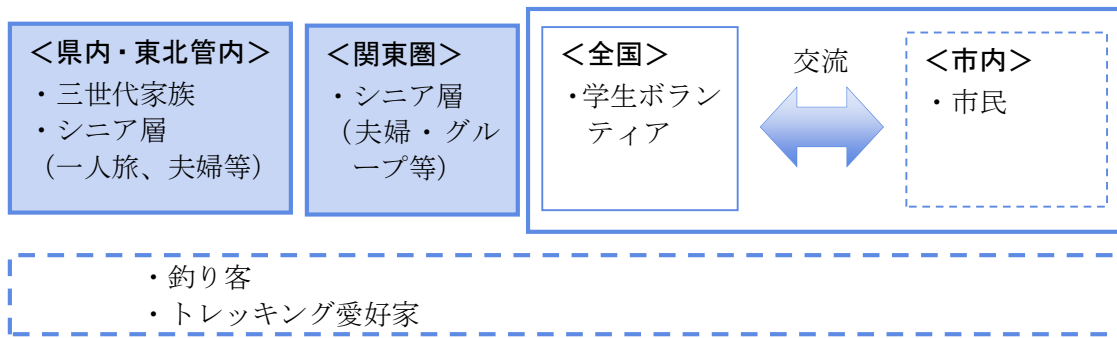 ＜県内・東北管内＞
・三世代家族
・シニア層
（一人旅、夫婦等）
＜関東圏＞
・シニア層
（夫婦・グル
ープ等）
＜全国＞
・学生ボラン
ティア
交流
＜市内＞
・市民
・釣り客
・トレッキング愛好家